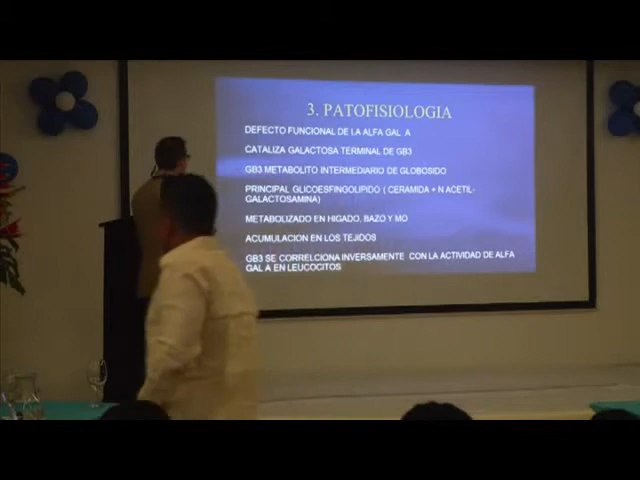 3. PATOFISIOLOGIA
DEFECTO FUNCIONAL DE LA ALFA GAL A
CATALIZA GALACTOSA TERMINAL DE GB3
GB3 METABOLITO INTERMEDIARIO DE GLOBOSIDO
PRINCIPAL GLICOESFINGOLIPIDO ( CERAMIDA + N ACETIL-
GALACTOSAMINA)
METABOLIZADO EN HIGADO, BAZO Y MO
ACUMULACION EN LOS TEJIDOS
GB3 SE CORRELCIONA INVERSAMENTE CON LA ACTIVIDAD DE ALFA
GAL A EN LEUCOCITOS